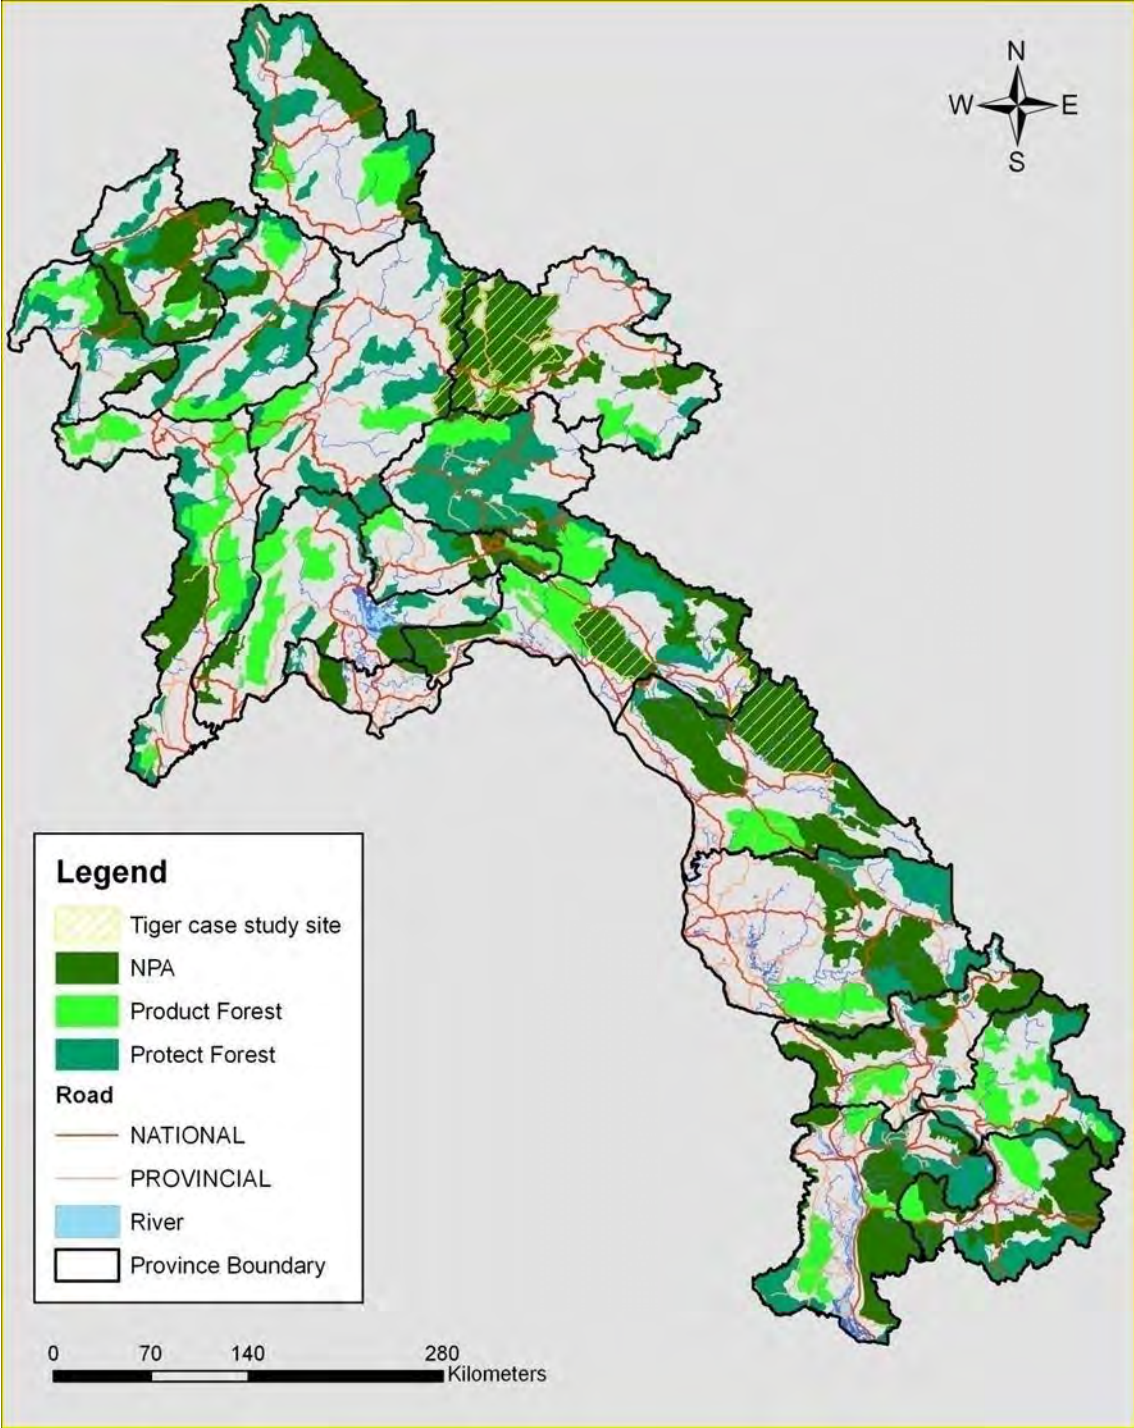 N
W E
S
Legend
Tiger case study site
NPA
Product Forest
Protect Forest
Road
NATIONAL
PROVINCIAL
River
Province Boundary
0 70 140 280
Kilometers